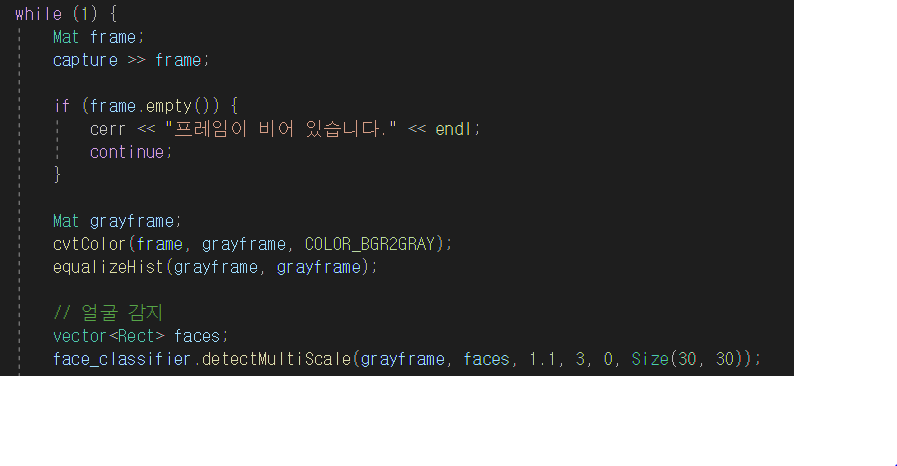 while (1) {
Mat frame;
capture >> frame;
if (frame.empty()) {
cerr << "프레임이 비어 있습니다." << endl;
continue;
}
Mat grayframe;
cvtColor(frame, grayframe, COLOR_BGR2GRAY);
equalizeHist(grayframe, grayframe);
// 얼굴 감지
vector<Rect> faces;
face_classifier.detectMultiScale(grayframe, faces, 1.1, 3, 0, Size(30, 30));